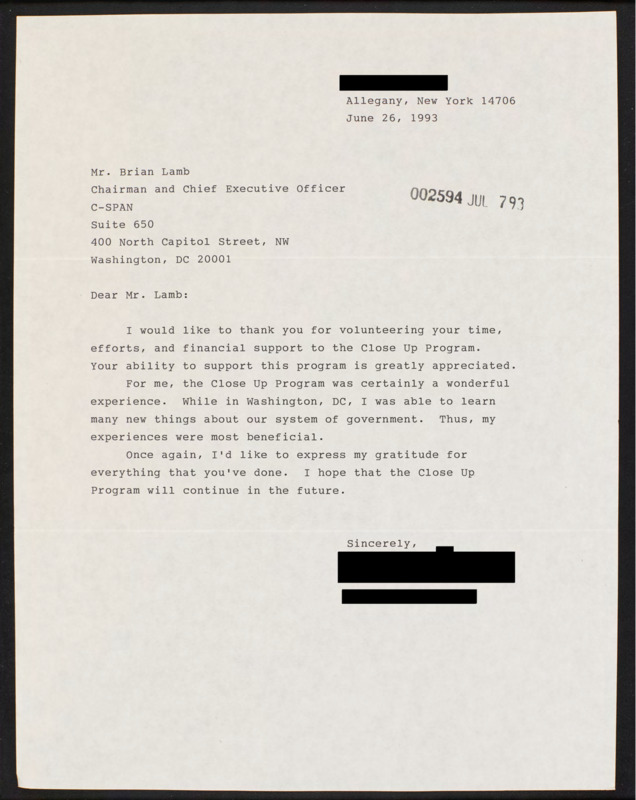 Allegany, New York 14706
June 26, 1993
Mr. Brian Lamb
Chairman and Chief Executive Officer
C-SPAN
Suite 650
400 North Capitol Street, NW
Washington, DC 20001
002594 JUL 793
Dear Mr. Lamb:
I would like to thank you for volunteering your time,
efforts, and financial support to the Close Up Program.
Your ability to support this program is greatly appreciated.
For me, the Close Up Program was certainly a wonderful
experience. While in Washington, DC, I was able to learn
many new things about our system of government. Thus, my
experiences were most beneficial.
Once again, I'd like to express my gratitude for
everything that you've done. I hope that the Close Up
Program will continue in the future.
Sincerely,